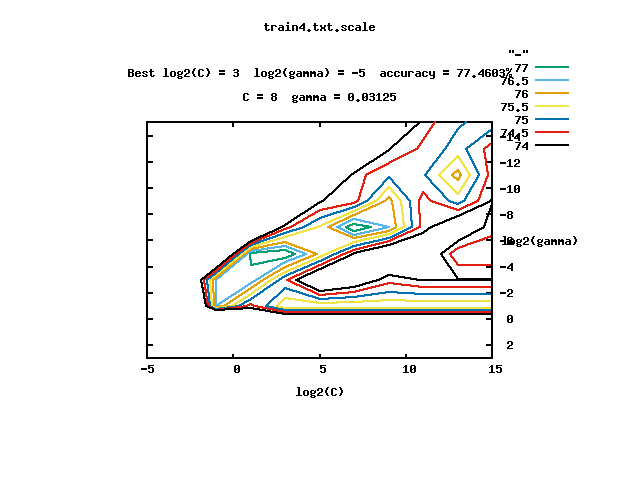 train4.txt.scale
"-"
Best log2(C) = 3  log2(gamma) = -5  accuracy = 77.4603%
77
76.5
C = 8  gamma = 0.03125
76
75.5
75
74.5
74
-14
-12
-10
-8
-6
log2(gamma)
-4
-2
0
2
-5 0 5 10 15
log2(C)